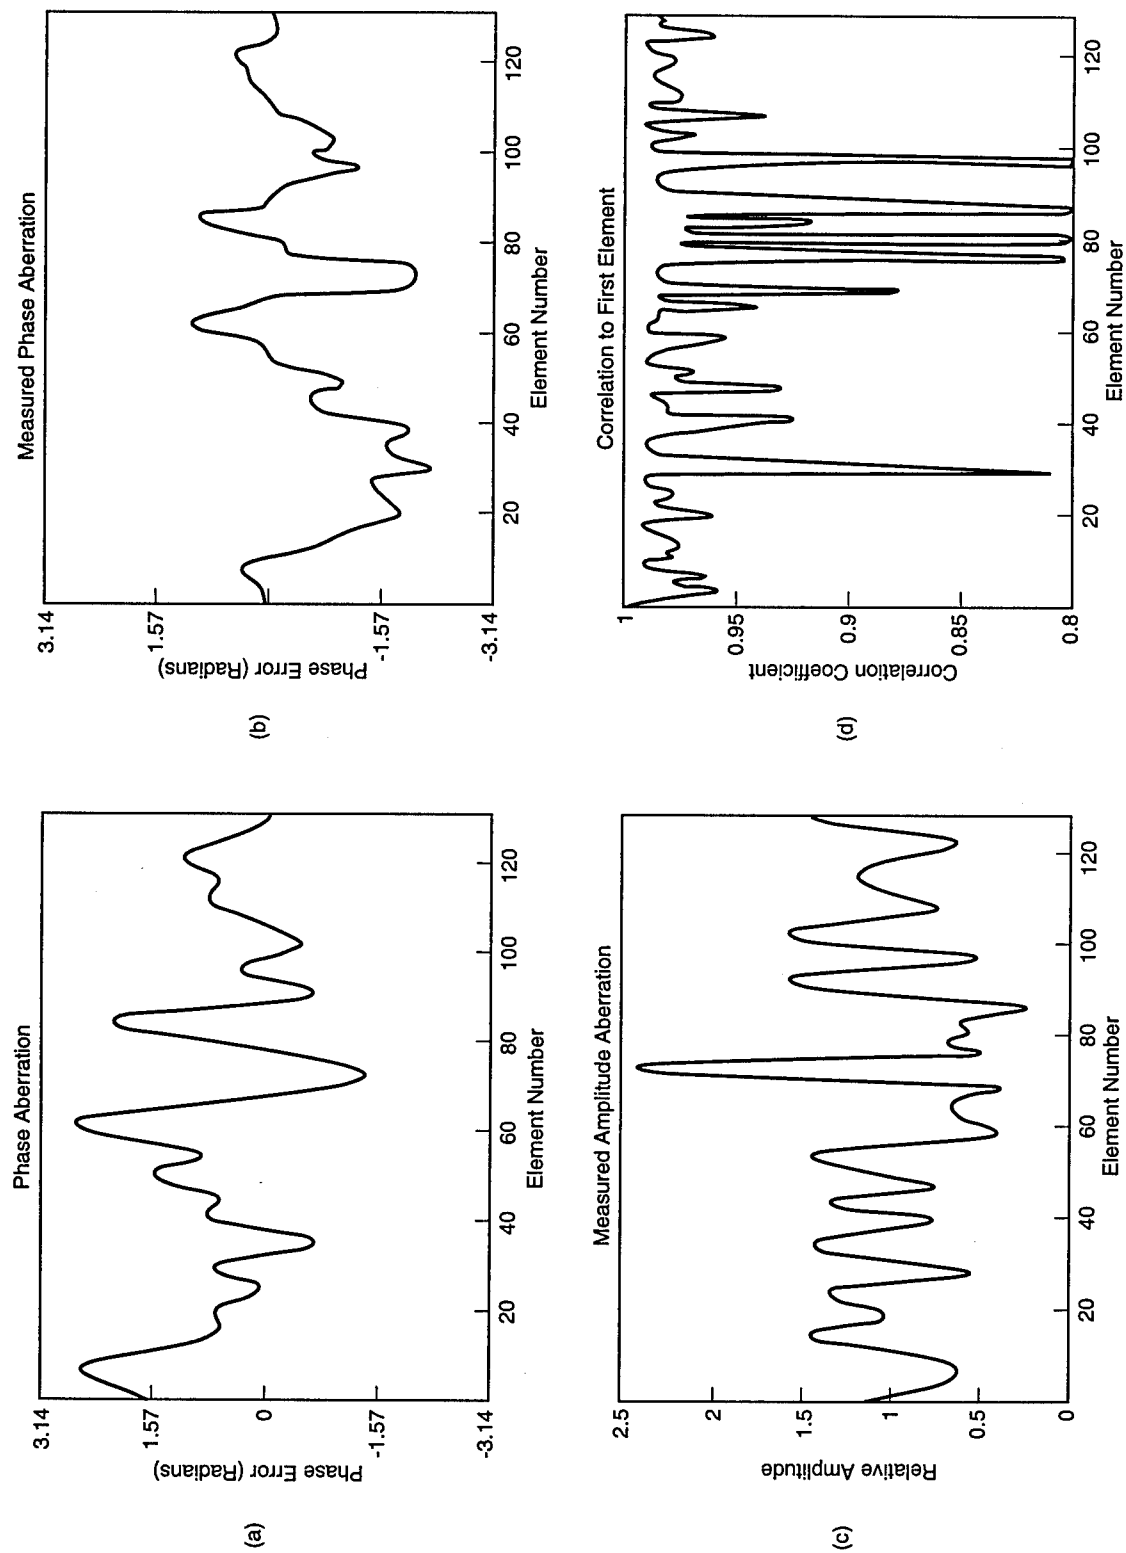 Phase Aberration
3.14
1.57
0
-1.57
-3.14
Phase Error (Radians)
20
40
60
80
100
120
Element Number
(a)
Measured Phase Aberration
3.14
1.57
-1.57
-3.14
Phase Error (Radians)
20
40
60
80
100
120
Element Number
(b)
Measured Amplitude Aberration
2.5
2
1.5
1
0.5
0
Relative Amplitude
20
40
60
80
100
120
Element Number
(c)
Correlation to First Element
1
0.95
0.9
0.85
0.8
Correlation Coefficient
20
40
60
80
100
120
Element Number
(d)